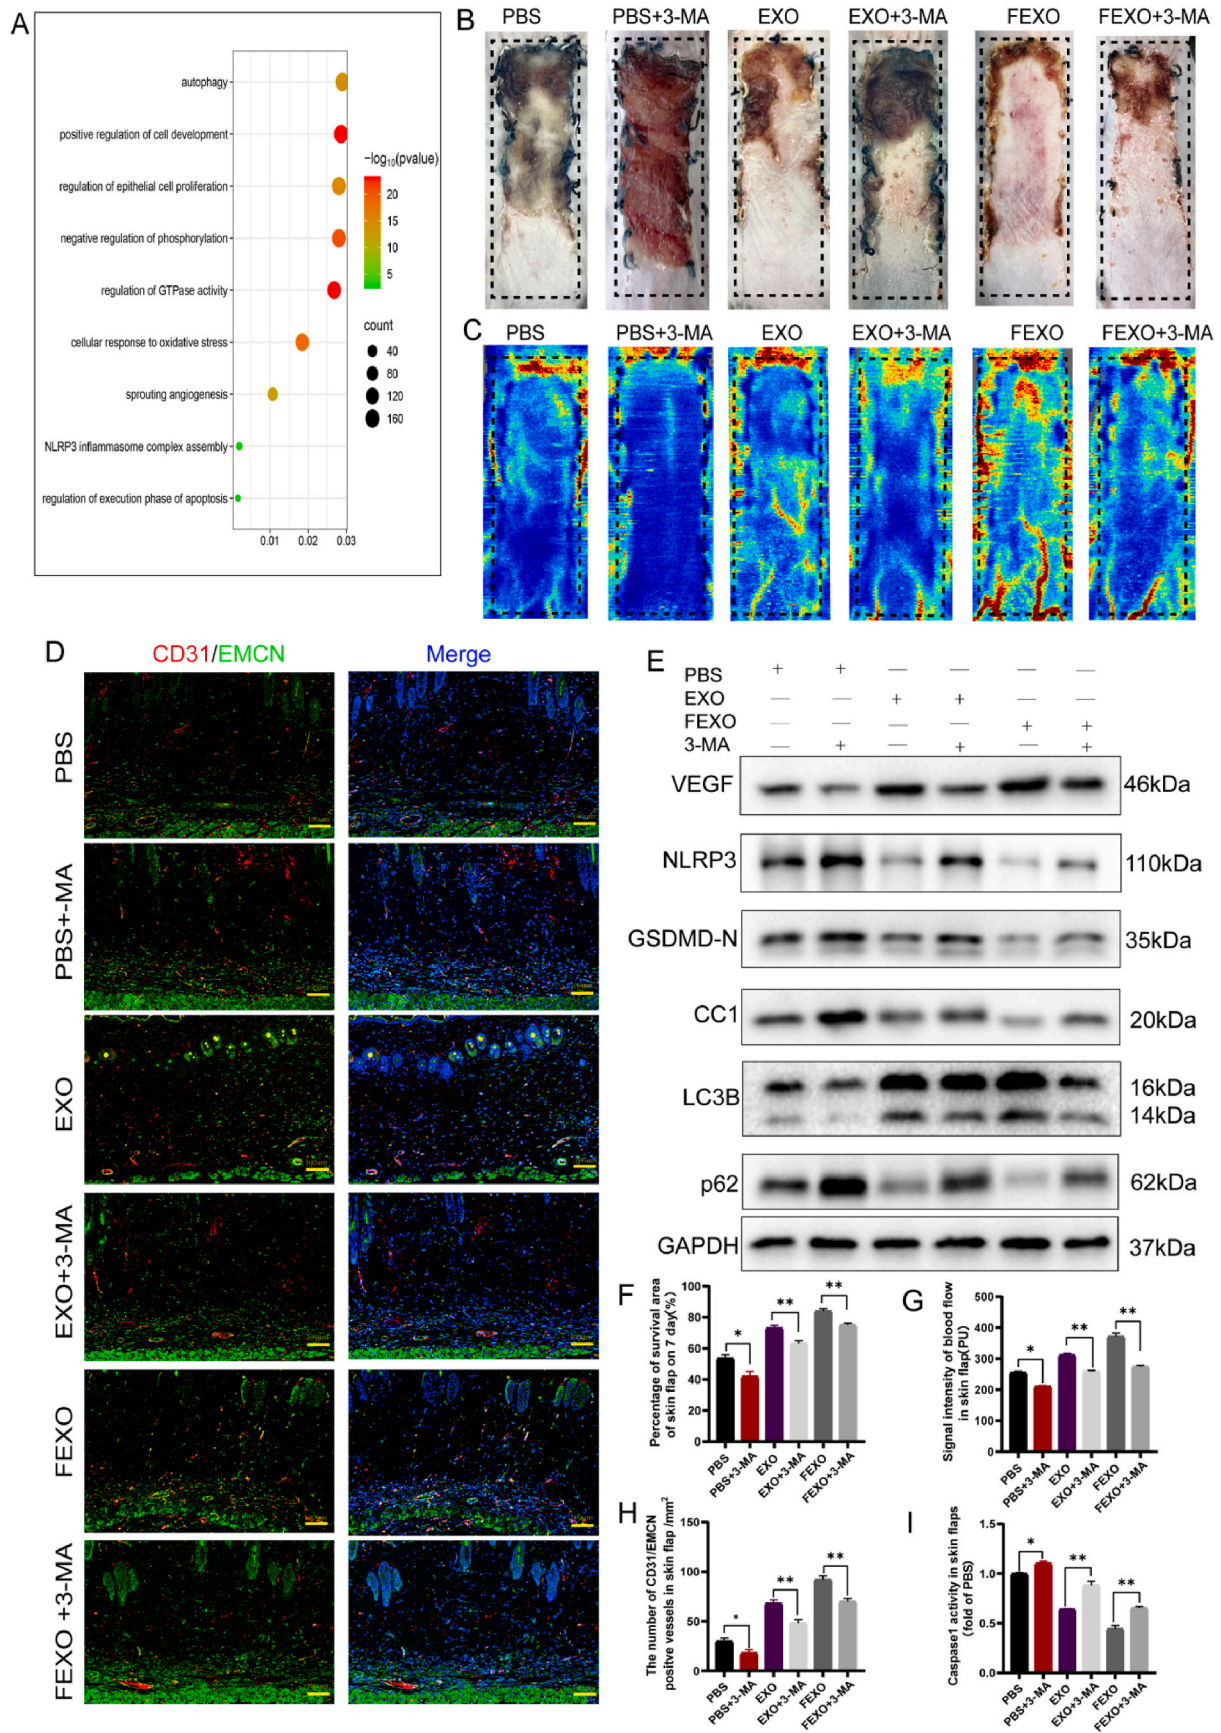 A
autophagy
positive regulation of cell development
regulation of epithelial cell proliferation
negative regulation of phosphorylation
regulation of GTPase activity
cellular response to oxidative stress
sprouting angiogenesis
NLRP3 inflammasome complex assembly
regulation of execution phase of apoptosis
0.01 0.02 0.03
−log10(pvalue)
20
15
10
5
count
40
80
120
160
B
PBS PBS+3-MA EXO EXO+3-MA FEXO FEXO+3-MA
C
PBS PBS+3-MA EXO EXO+3-MA FEXO FEXO+3-MA
D
CD31/EMCN Merge
PBS
PBS+-MA
EXO
EXO+3-MA
FEXO
FEXO +3-MA
E
PBS + + — — — —
EXO — — + + — —
FEXO — — — — + +
3-MA — + — + — +
VEGF 46kDa
NLRP3 110kDa
GSDMD-N 35kDa
CC1 20kDa
LC3B 16kDa
14kDa
p62 62kDa
GAPDH 37kDa
F
Percentage of survival area
of skin flap on 7 day(%)
100
80
60
40
20
0
* ** **
PBS PBS+3-MA EXO EXO+3-MA FEXO FEXO+3-MA
G
Signal intensity of blood flow
in skin flap(PU)
500
400
300
200
100
0
* ** **
PBS PBS+3-MA EXO EXO+3-MA FEXO FEXO+3-MA
H
The number of CD31/EMCN
positve vessels in skin flap /mm2
150
100
50
0
* ** **
PBS PBS+3-MA EXO EXO+3-MA FEXO FEXO+3-MA
I
Caspase1 activity in skin flaps
(fold of PBS)
1.5
1.0
0.5
0.0
* ** **
PBS PBS+3-MA EXO EXO+3-MA FEXO FEXO+3-MA